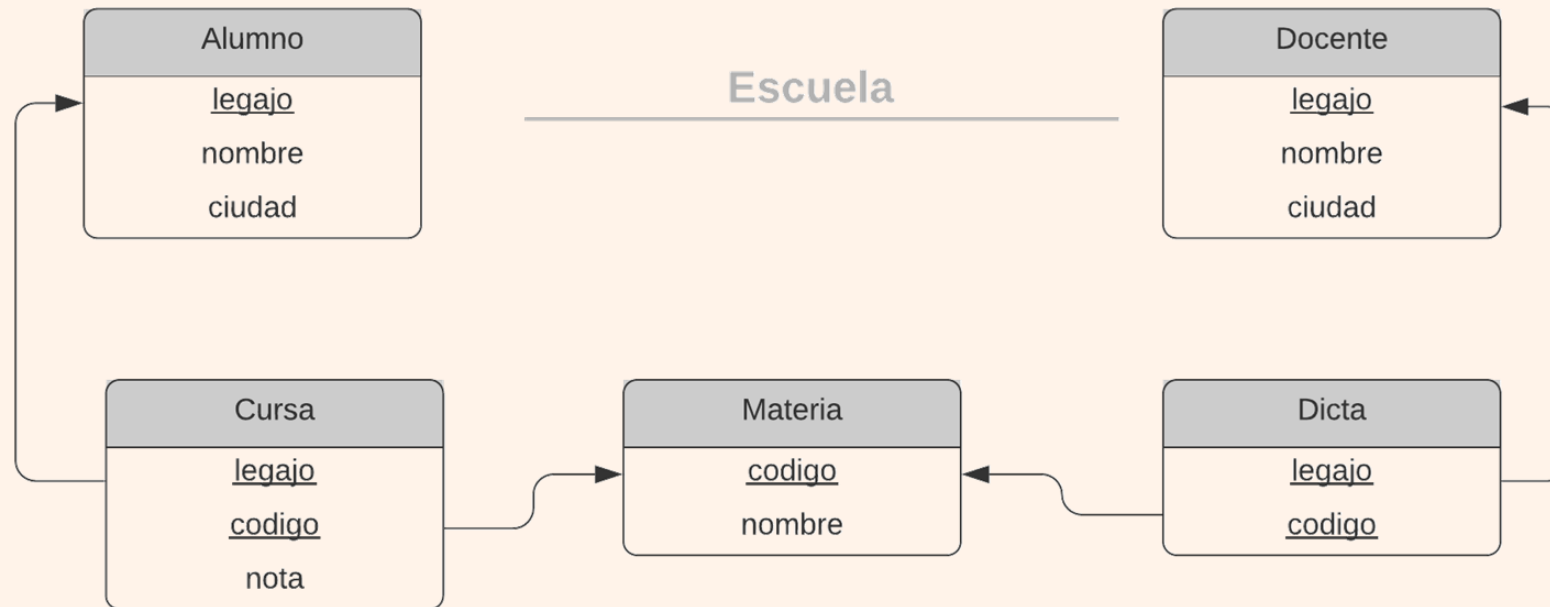 Alumno
legajo
nombre
ciudad
Escuela
Docente
legajo
nombre
ciudad
Cursa
legajo
codigo
nota
Materia
codigo
nombre
Dicta
legajo
codigo